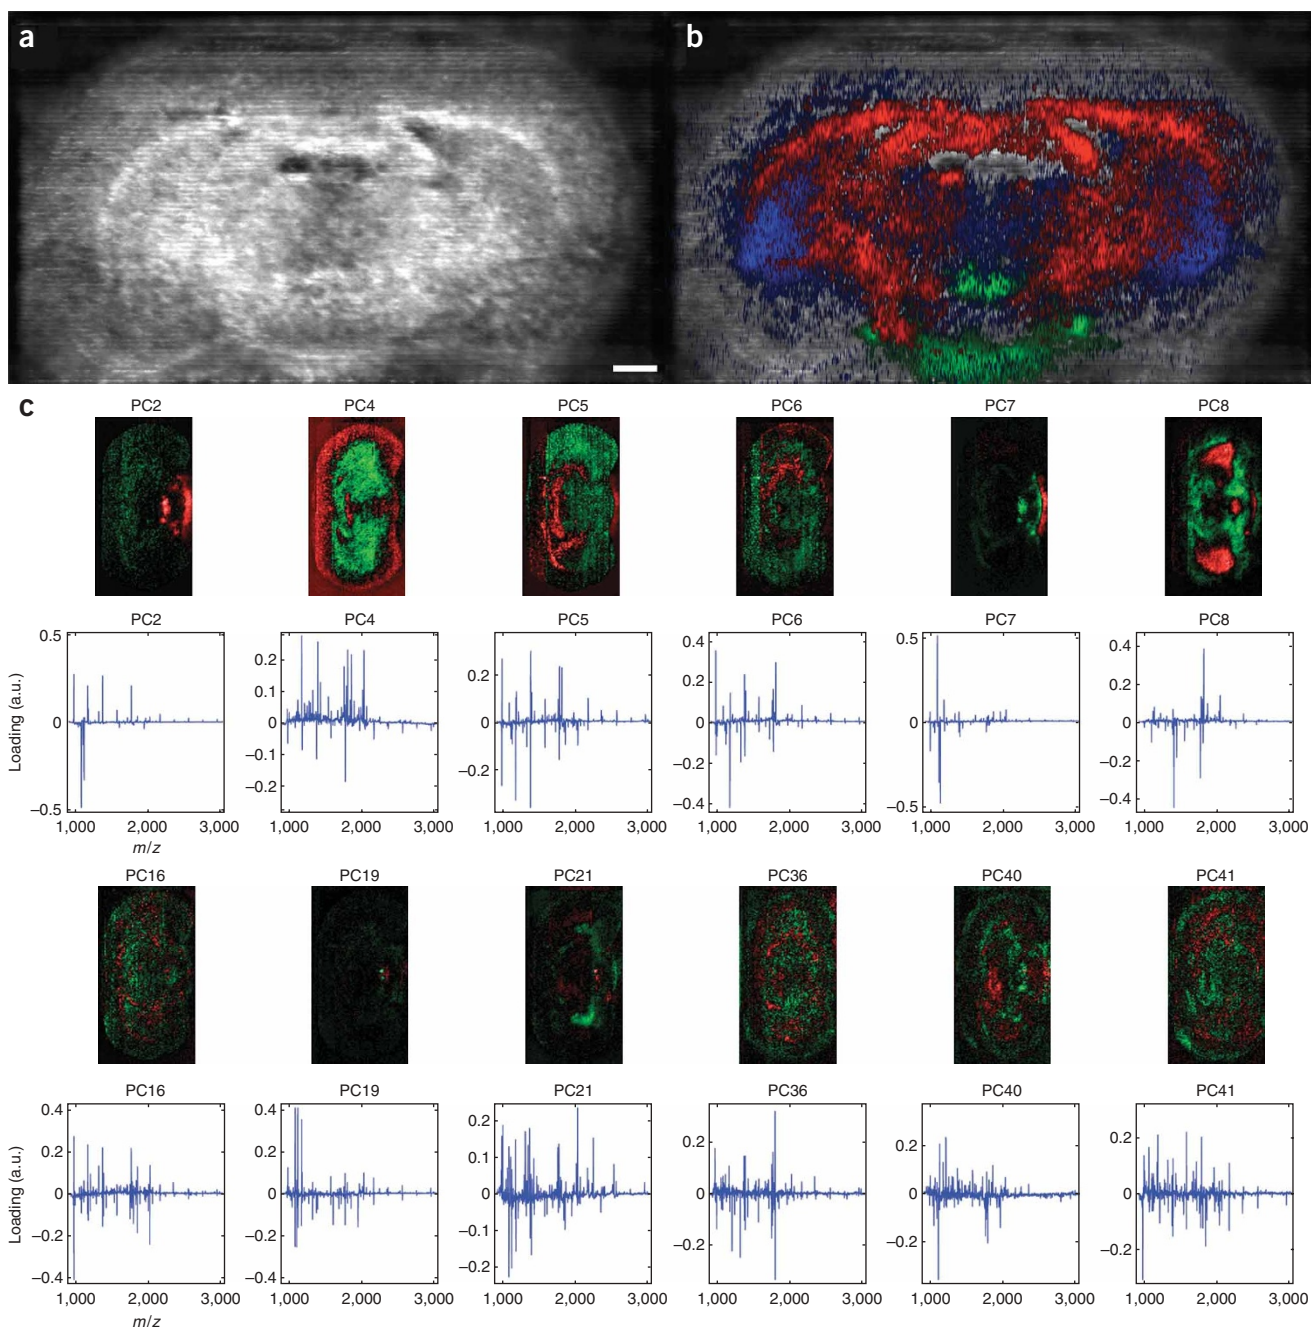 a b
c
PC2 PC4 PC5 PC6 PC7 PC8
PC2 PC4 PC5 PC6 PC7 PC8
0.5 0.2 0.2 0.4 0.5 0.4
0.1 0.2 0.2
0 0 0 0 0 0
–0.1 –0.2 –0.2
–0.2 –0.2
–0.5 –0.4 –0.5 –0.4
Loading (a.u.)
1,000 2,000 3,000 1,000 2,000 3,000 1,000 2,000 3,000 1,000 2,000 3,000 1,000 2,000 3,000 1,000 2,000 3,000
m/z
PC16 PC19 PC21 PC36 PC40 PC41
PC16 PC19 PC21 PC36 PC40 PC41
0.4 0.4 0.2
0.2 0.2 0.1 0.2 0.2 0.2
0 0 0 0 0 0
–0.2 –0.2 –0.1 –0.2 –0.2 –0.2
–0.4 –0.4 –0.2
Loading (a.u.)
1,000 2,000 3,000 1,000 2,000 3,000 1,000 2,000 3,000 1,000 2,000 3,000 1,000 2,000 3,000 1,000 2,000 3,000
m/z